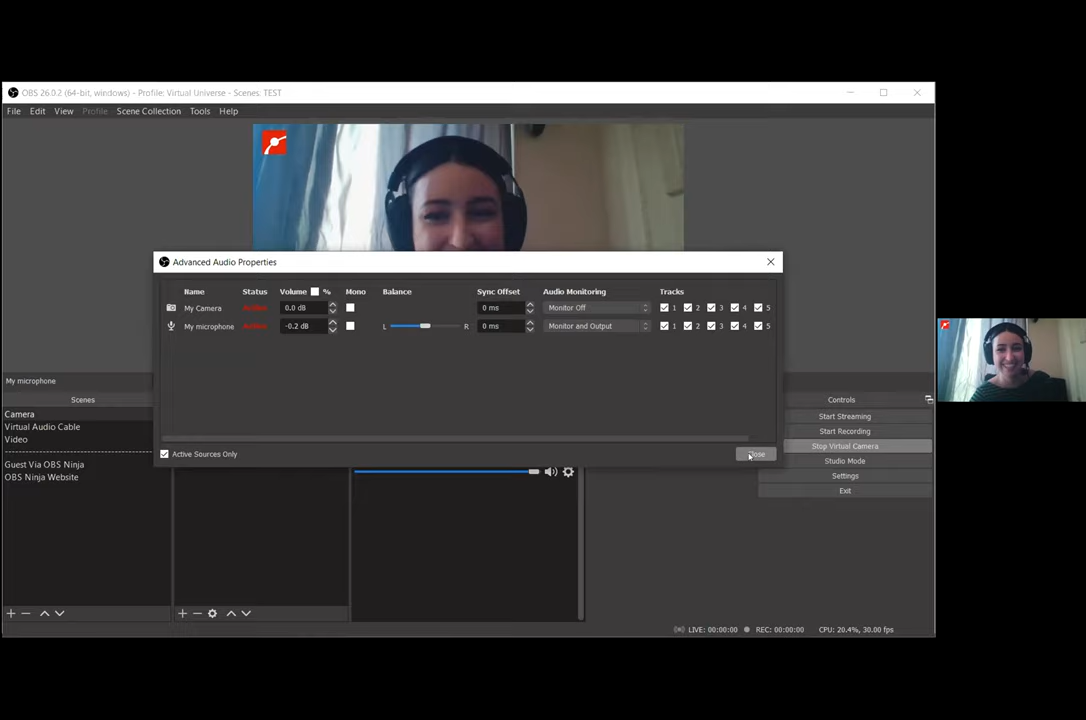 OBS 26.0.2 (64-bit, windows) - Profile: Virtual Universe - Scenes: TEST
File Edit View Profile Scene Collection Tools Help
Advanced Audio Properties
Name Status Volume % Mono Balance Sync Offset Audio Monitoring Tracks
My Camera Active 0.0 dB 0 ms Monitor Off 1 2 3 4 5
My microphone Active -0.2 dB L R 0 ms Monitor and Output 1 2 3 4 5
Active Sources Only Close
My microphone
Scenes
Camera
Virtual Audio Cable
Video
------------------------------------
Guest Via OBS Ninja
OBS Ninja Website
Controls
Start Streaming
Start Recording
Stop Virtual Camera
Studio Mode
Settings
Exit
LIVE: 00:00:00 REC: 00:00:00 CPU: 20.4%, 30.00 fps